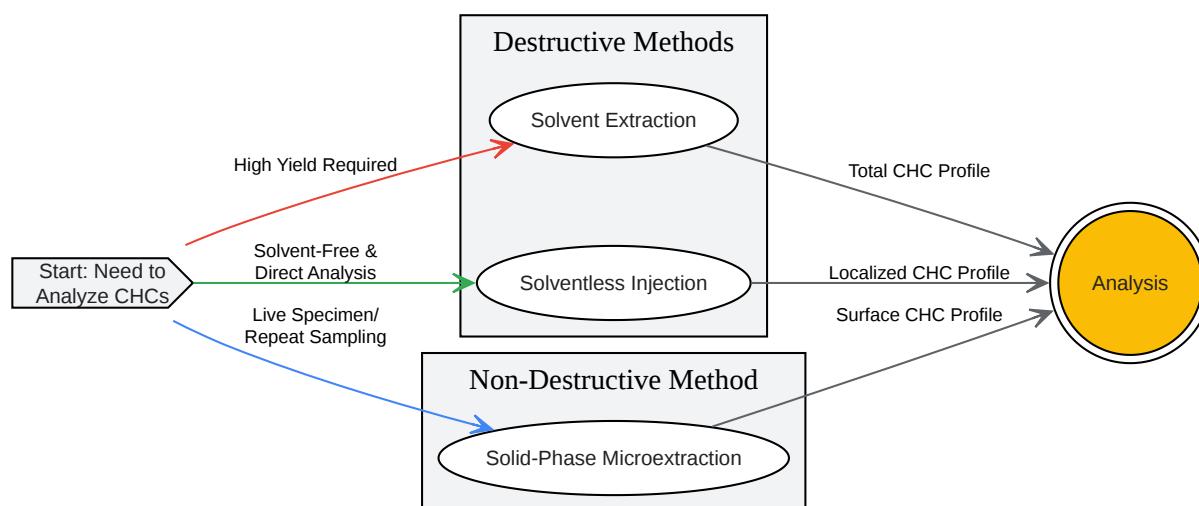 Destructive Methods
Solvent Extraction
High Yield Required
Total CHC Profile
Start: Need to
Analyze CHCs
Solvent-Free &
Direct Analysis
Solventless Injection
Localized CHC Profile
Analysis
Live Specimen/
Repeat Sampling
Surface CHC Profile
Non-Destructive Method
Solid-Phase Microextraction